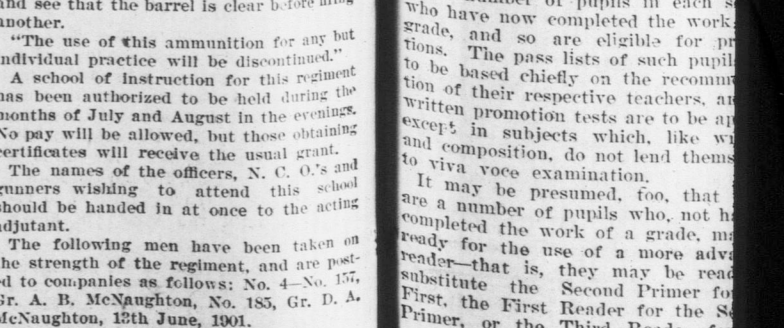 and see that the barrel is clear before
another.
"The use of this ammunition for any but
individual practice will be discontinued."
A school of instruction for this regiment
has been authorized to be held during the
months of July and August in the evenings.
No pay will be allowed, but those obtaining
certificates will receive the usual grant.
The names of the officers, N. C. O.'s and
gunners wishing to attend this school
should be handed in at once to the acting
adjutant.
The following men have been taken on
the strength of the regiment, and are post-
ed to companies as follows: No. 4—No. 157,
Gr. A. B. McNaughton, No. 185, Gr. D. A.
McNaughton, 13th June, 1901.
number of pupils in each
who have now completed the work
grade, and so are eligible for
tions. The pass lists of such
to be based chiefly on the
tion of their respective teachers,
written promotion tests are to be
except in subjects which, like
and composition, do not lend
to viva voce examination.
It may be presumed, too, that
are a number of pupils who, not
completed the work of a grade,
ready for the use of a more
reader—that is, they may be
substitute the Second Primer
First, the First Reader for the
Primer, or the Third